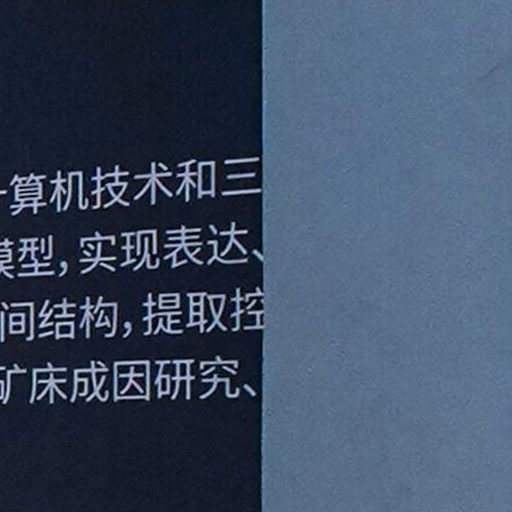 计算机技术和三
模型，实现表达、
间结构，提取控
矿床成因研究、